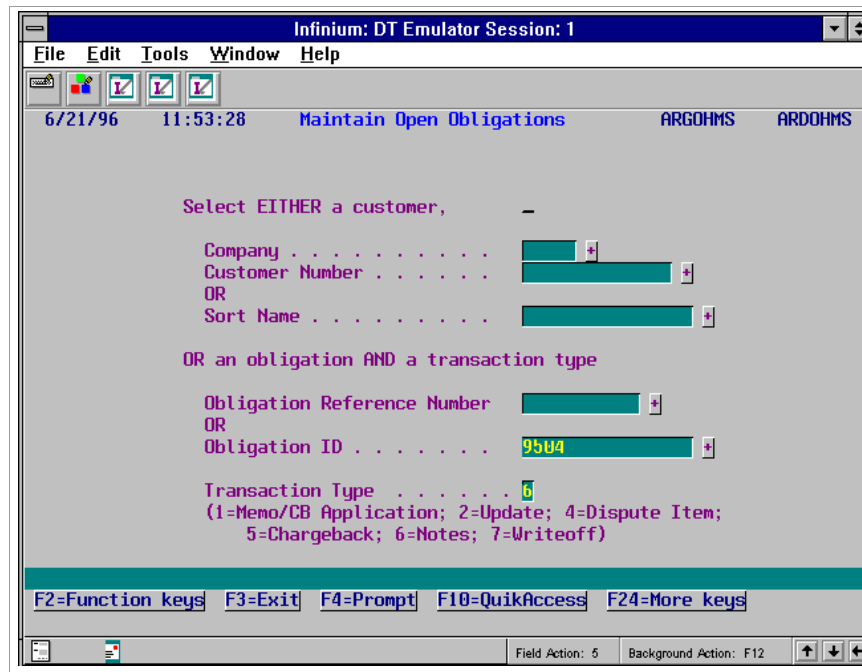 Infinium: DT Emulator Session: 1
File Edit Tools Window Help
6/21/96 11:53:28 Maintain Open Obligations ARGOHMS ARDOHMS
Select EITHER a customer, _
Company . . . . . . . . . . +
Customer Number . . . . . . +
OR
Sort Name . . . . . . . . . +
OR an obligation AND a transaction type
Obligation Reference Number +
OR
Obligation ID . . . . . . . 9504 +
Transaction Type . . . . . . 6
(1=Memo/CB Application; 2=Update; 4=Dispute Item;
5=Chargeback; 6=Notes; 7=Writeoff)
F2=Function keys F3=Exit F4=Prompt F10=QuikAccess F24=More keys
Field Action: 5 Background Action: F12